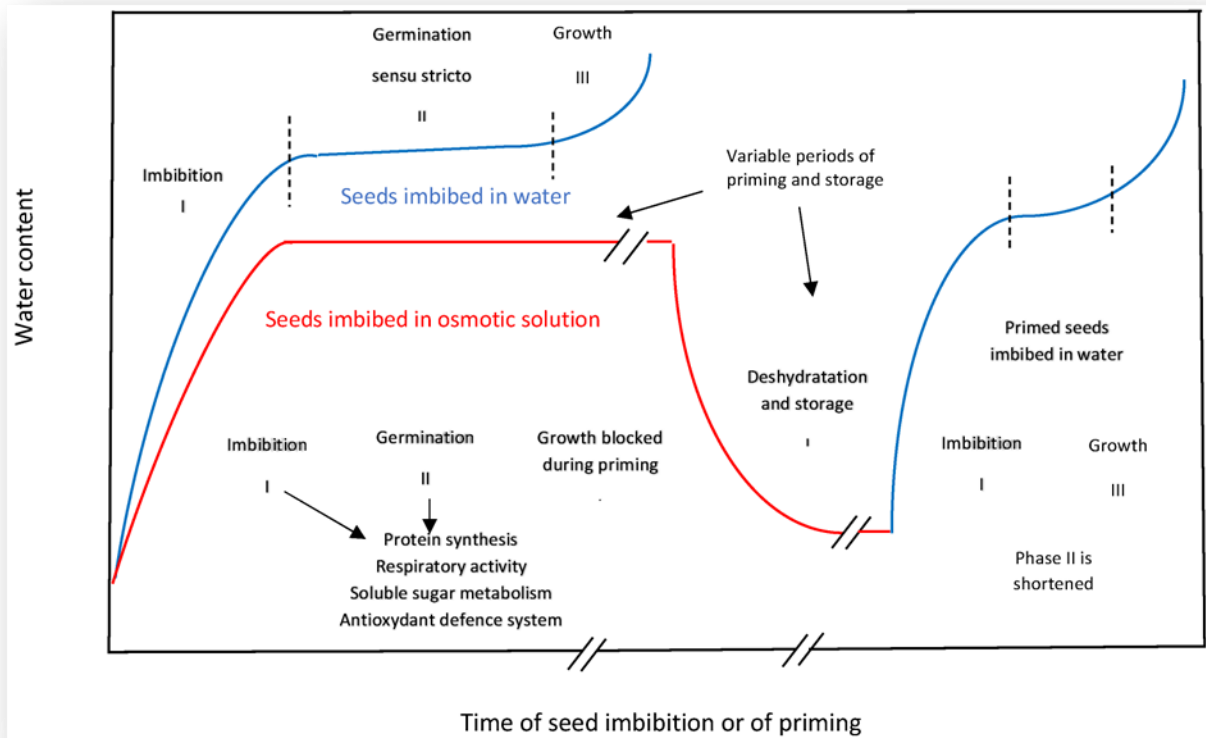 Germination
sensu stricto
II
Growth
III
Imbibition
I
Seeds imbibed in water
Variable periods of
priming and storage
Seeds imbibed in osmotic solution
Primed seeds
imbibed in water
Deshydratation
and storage
I
Imbibition
I
Germination
II
Growth blocked
during priming
Imbibition
I
Growth
III
Protein synthesis
Respiratory activity
Soluble sugar metabolism
Antioxydant defence system
Phase II is
shortened
Water content
Time of seed imbibition or of priming